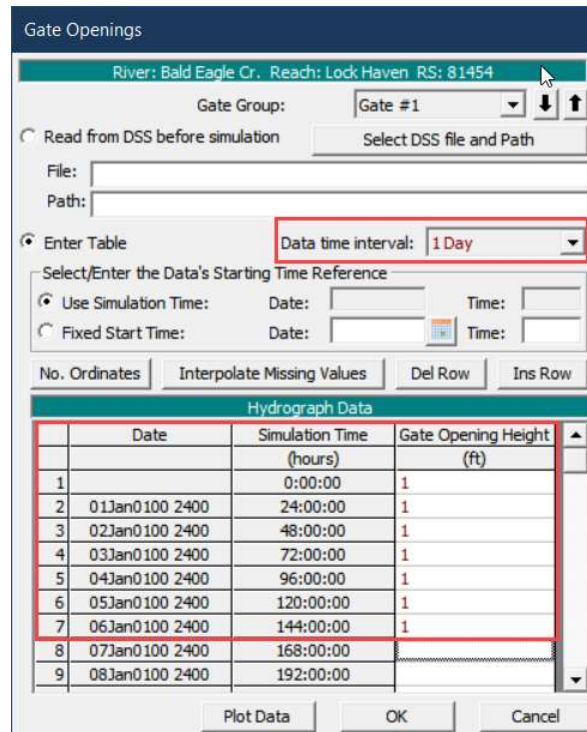 Gate Openings
River: Bald Eagle Cr. Reach: Lock Haven RS: 81454
Gate Group: Gate #1
Read from DSS before simulation Select DSS file and Path
File:
Path:
Enter Table Data time interval: 1 Day
Select/Enter the Data's Starting Time Reference
Use Simulation Time: Date: Time:
Fixed Start Time: Date: Time:
No. Ordinates Interpolate Missing Values Del Row Ins Row
Hydrograph Data
Date Simulation Time Gate Opening Height
(hours) (ft)
1 0:00:00 1
2 01Jan0100 2400 24:00:00 1
3 02Jan0100 2400 48:00:00 1
4 03Jan0100 2400 72:00:00 1
5 04Jan0100 2400 96:00:00 1
6 05Jan0100 2400 120:00:00 1
7 06Jan0100 2400 144:00:00 1
8 07Jan0100 2400 168:00:00
9 08Jan0100 2400 192:00:00
Plot Data OK Cancel